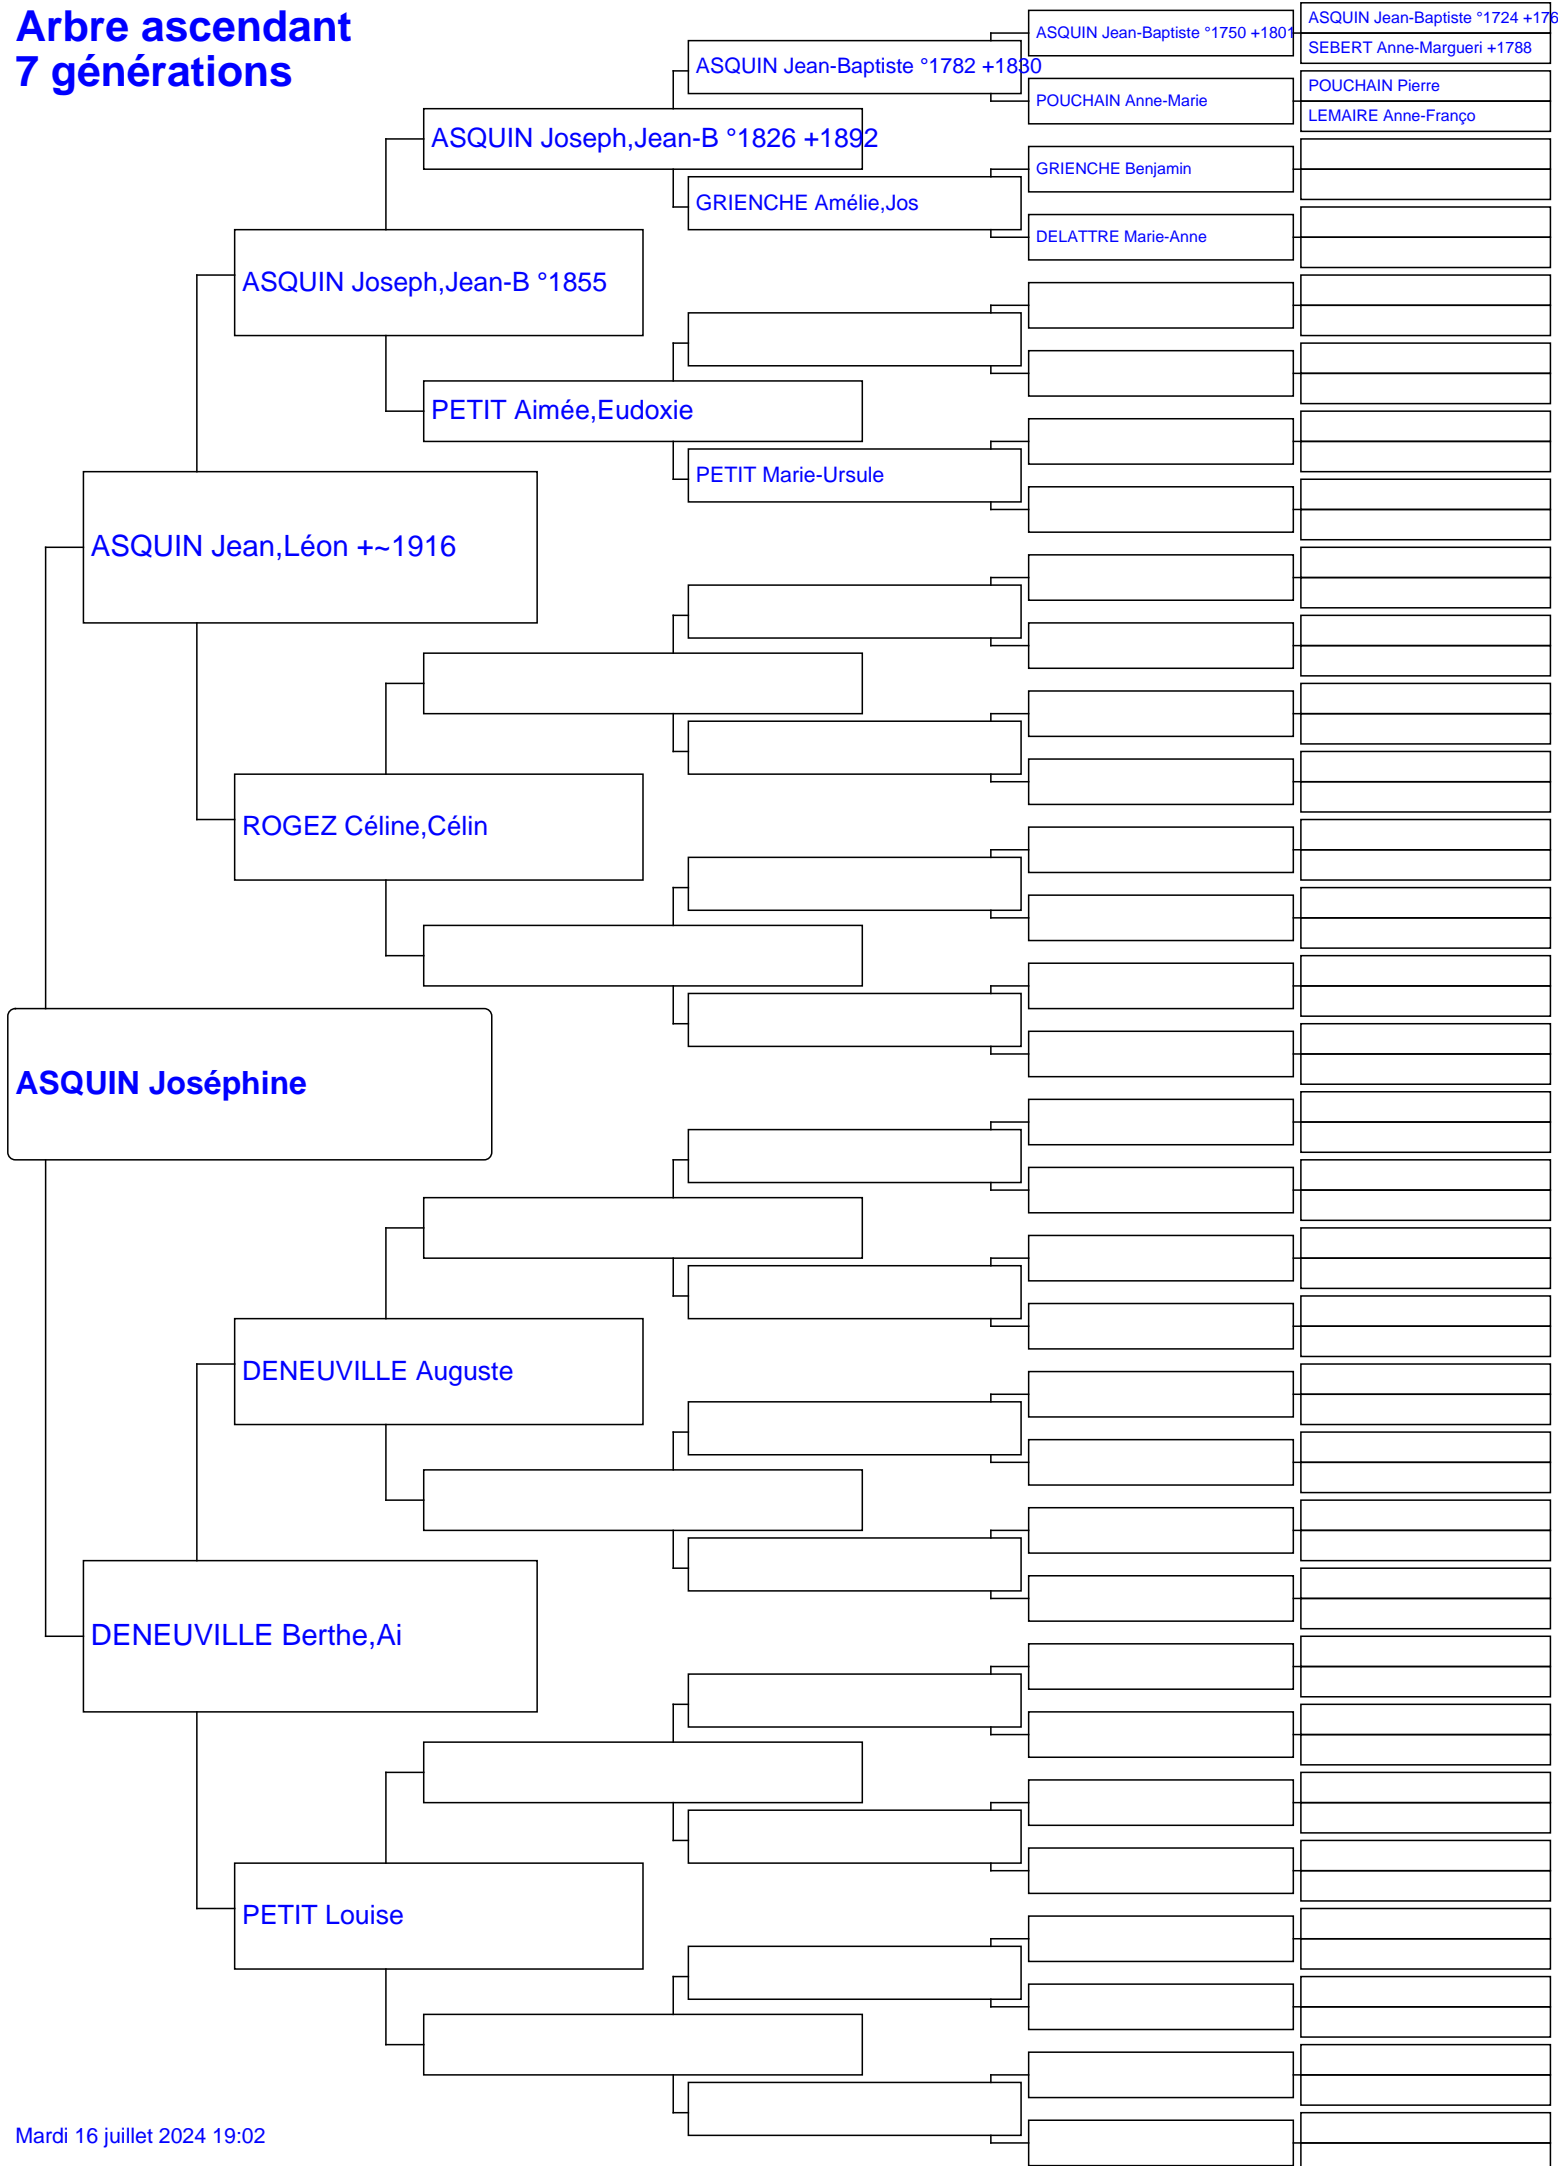 Arbre ascendant
7 générations
ASQUIN Jean-Baptiste °1724 +176
ASQUIN Jean-Baptiste °1750 +1801
SEBERT Anne-Margueri +1788
ASQUIN Jean-Baptiste °1782 +1830
POUCHAIN Pierre
POUCHAIN Anne-Marie
LEMAIRE Anne-Franço
ASQUIN Joseph,Jean-B °1826 +1892
GRIENCHE Benjamin
GRIENCHE Amélie,Jos
DELATTRE Marie-Anne
ASQUIN Joseph,Jean-B °1855
PETIT Aimée,Eudoxie
PETIT Marie-Ursule
ASQUIN Jean,Léon +~1916
ROGEZ Céline,Célin
ASQUIN Joséphine
DENEUVILLE Auguste
DENEUVILLE Berthe,Ai
PETIT Louise
Mardi 16 juillet 2024 19:02